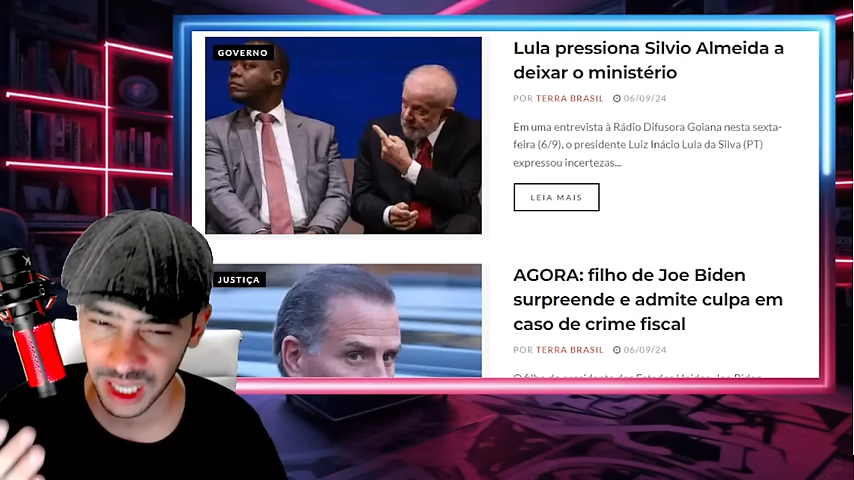 GOVERNO
Lula pressiona Silvio Almeida a
deixar o ministério
POR TERRA BRASIL 06/09/24
Em uma entrevista à Rádio Difusora Goiana nesta sexta-
feira (6/9), o presidente Luiz Inácio Lula da Silva (PT)
expressou incertezas...
LEIA MAIS
JUSTIÇA
AGORA: filho de Joe Biden
surpreende e admite culpa em
caso de crime fiscal
POR TERRA BRASIL 06/09/24